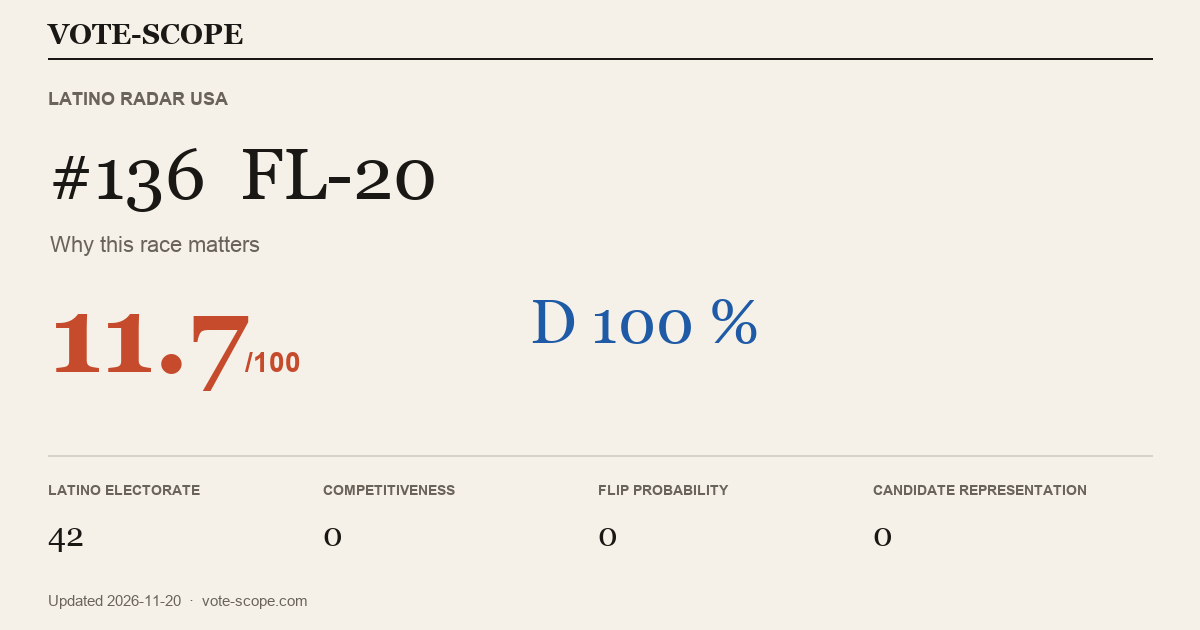 VOTE-SCOPE
LATINO RADAR USA
#136 FL-20
Why this race matters
11.7/100
D 100 %
LATINO ELECTORATE COMPETITIVENESS FLIP PROBABILITY CANDIDATE REPRESENTATION
42 0 0 0
Updated 2026-11-20 · vote-scope.com